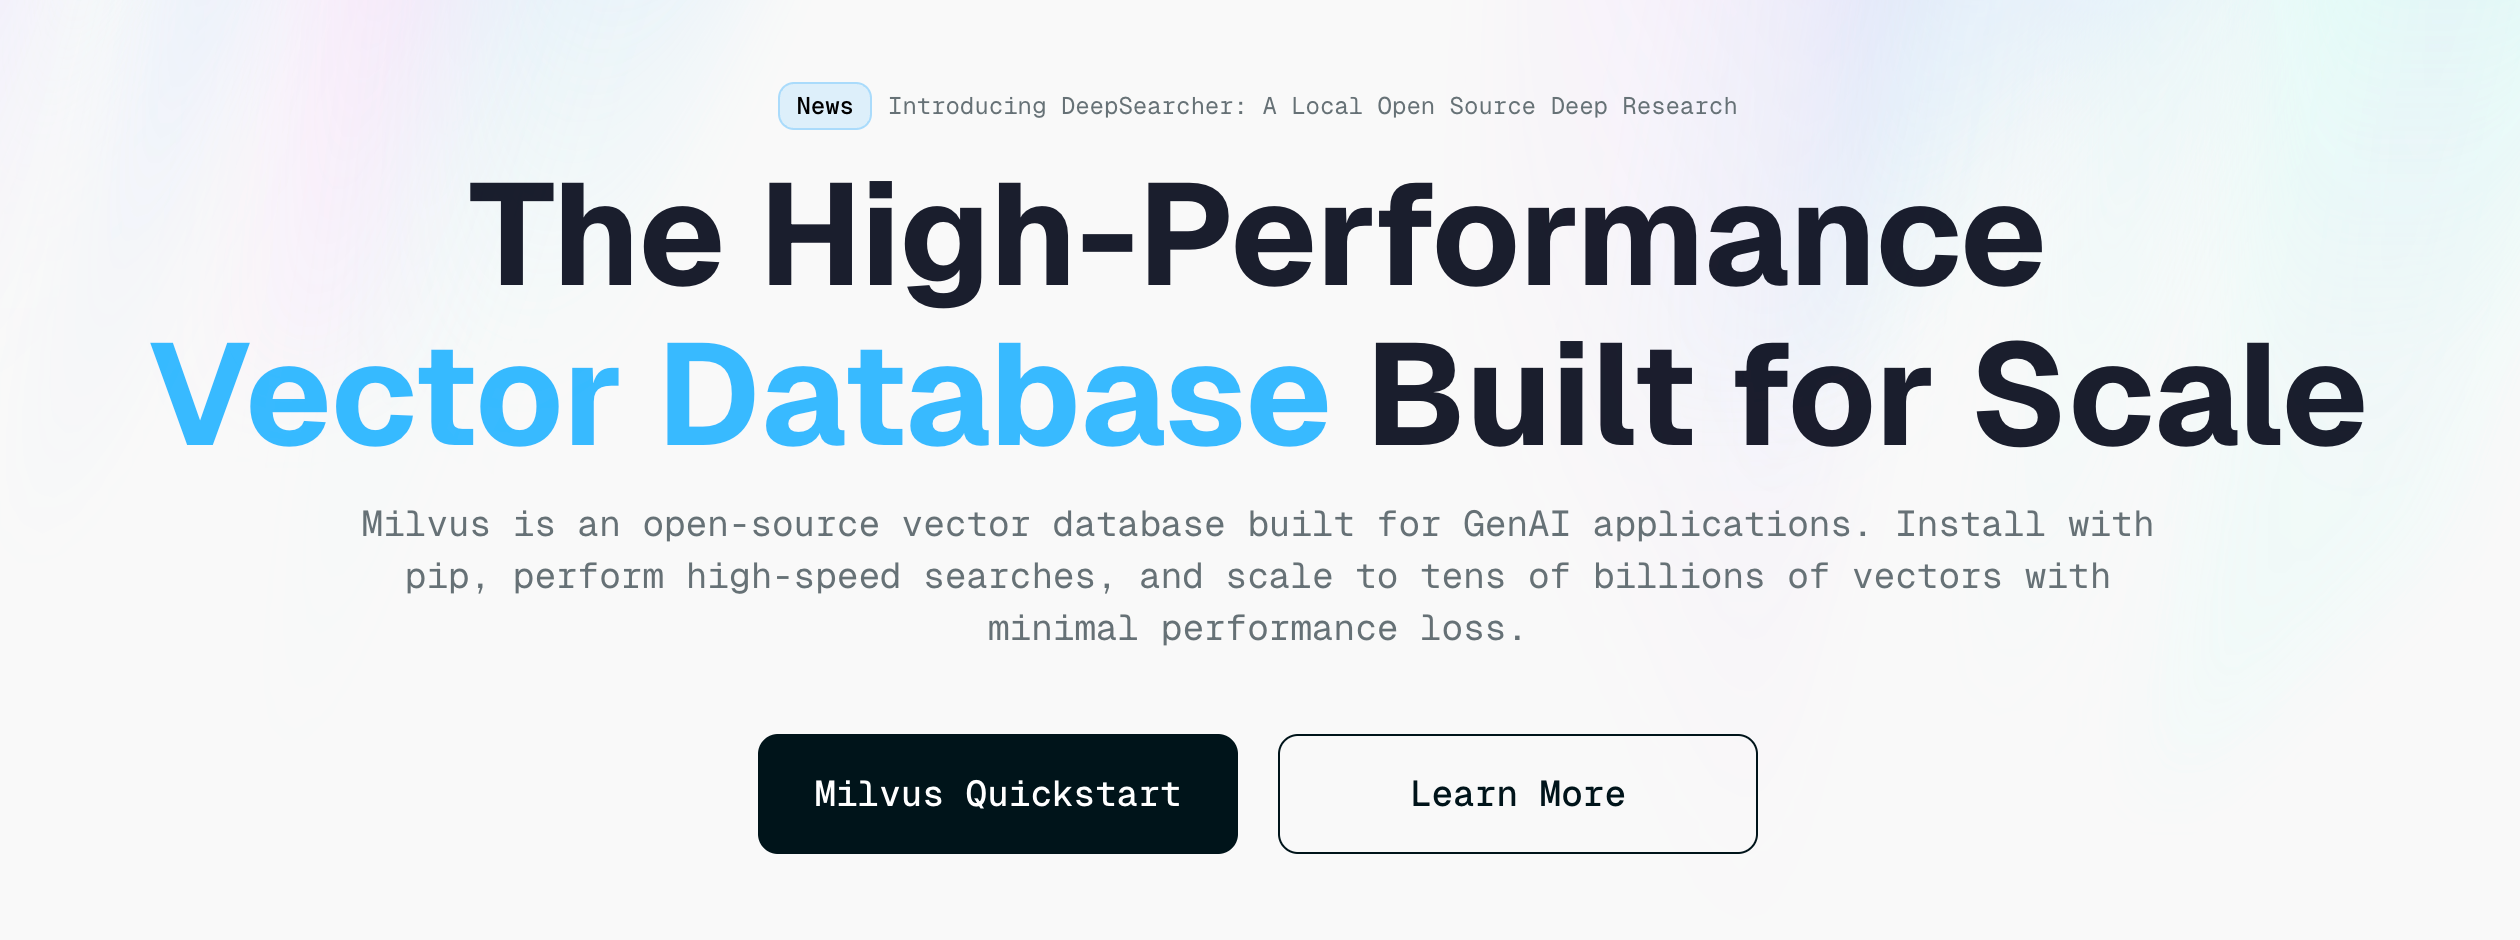 News Introducing DeepSearcher: A Local Open Source Deep Research
The High-Performance
Vector Database Built for Scale
Milvus is an open-source vector database built for GenAI applications. Install with
pip, perform high-speed searches, and scale to tens of billions of vectors with
minimal performance loss.
Milvus Quickstart Learn More